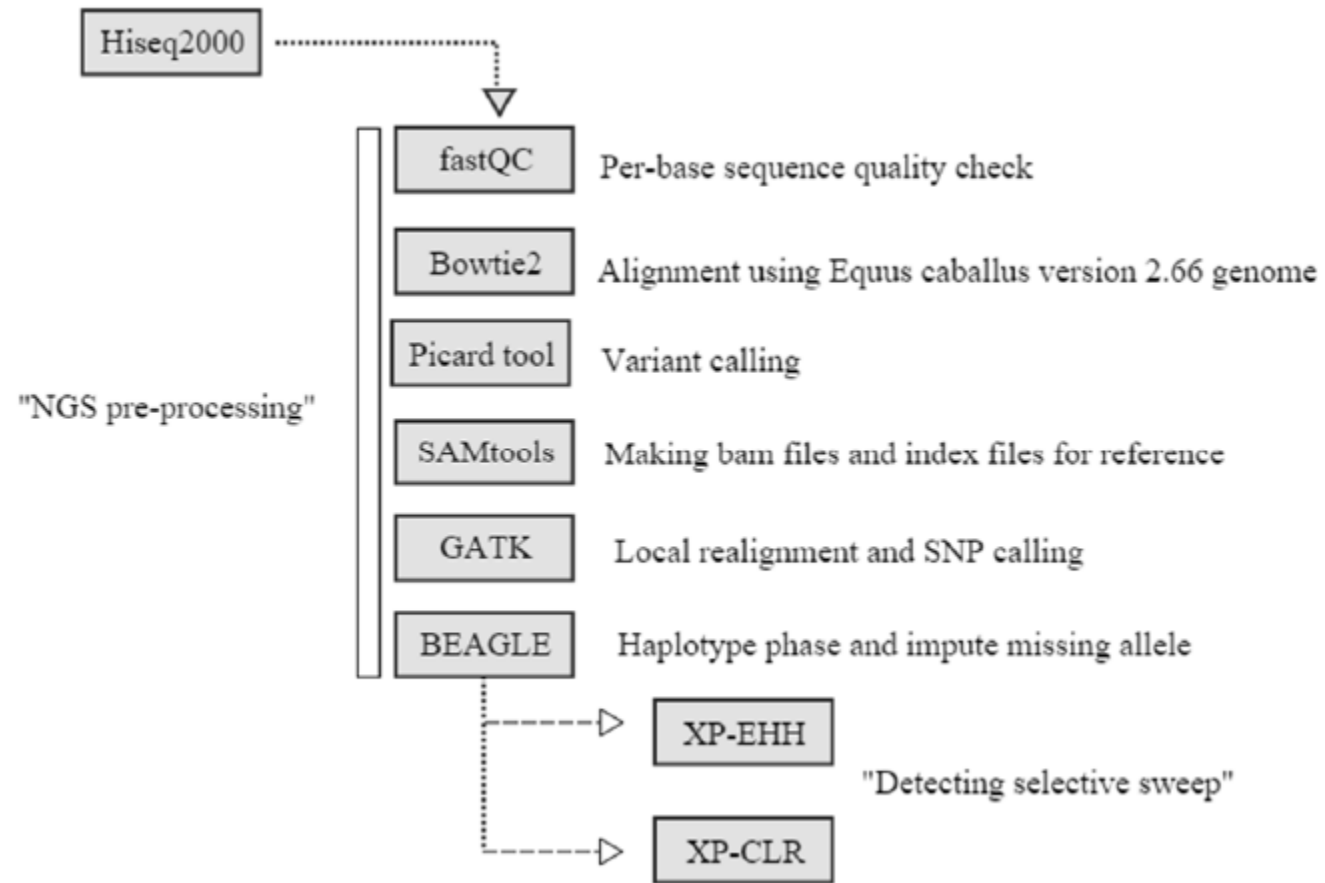 Hiseq2000
fastQC
Per-base sequence quality check
Bowtie2
Alignment using Equus caballus version 2.66 genome
Picard tool
Variant calling
"NGS pre-processing"
SAMtools
Making bam files and index files for reference
GATK
Local realignment and SNP calling
BEAGLE
Haplotype phase and impute missing allele
XP-EHH
"Detecting selective sweep"
XP-CLR